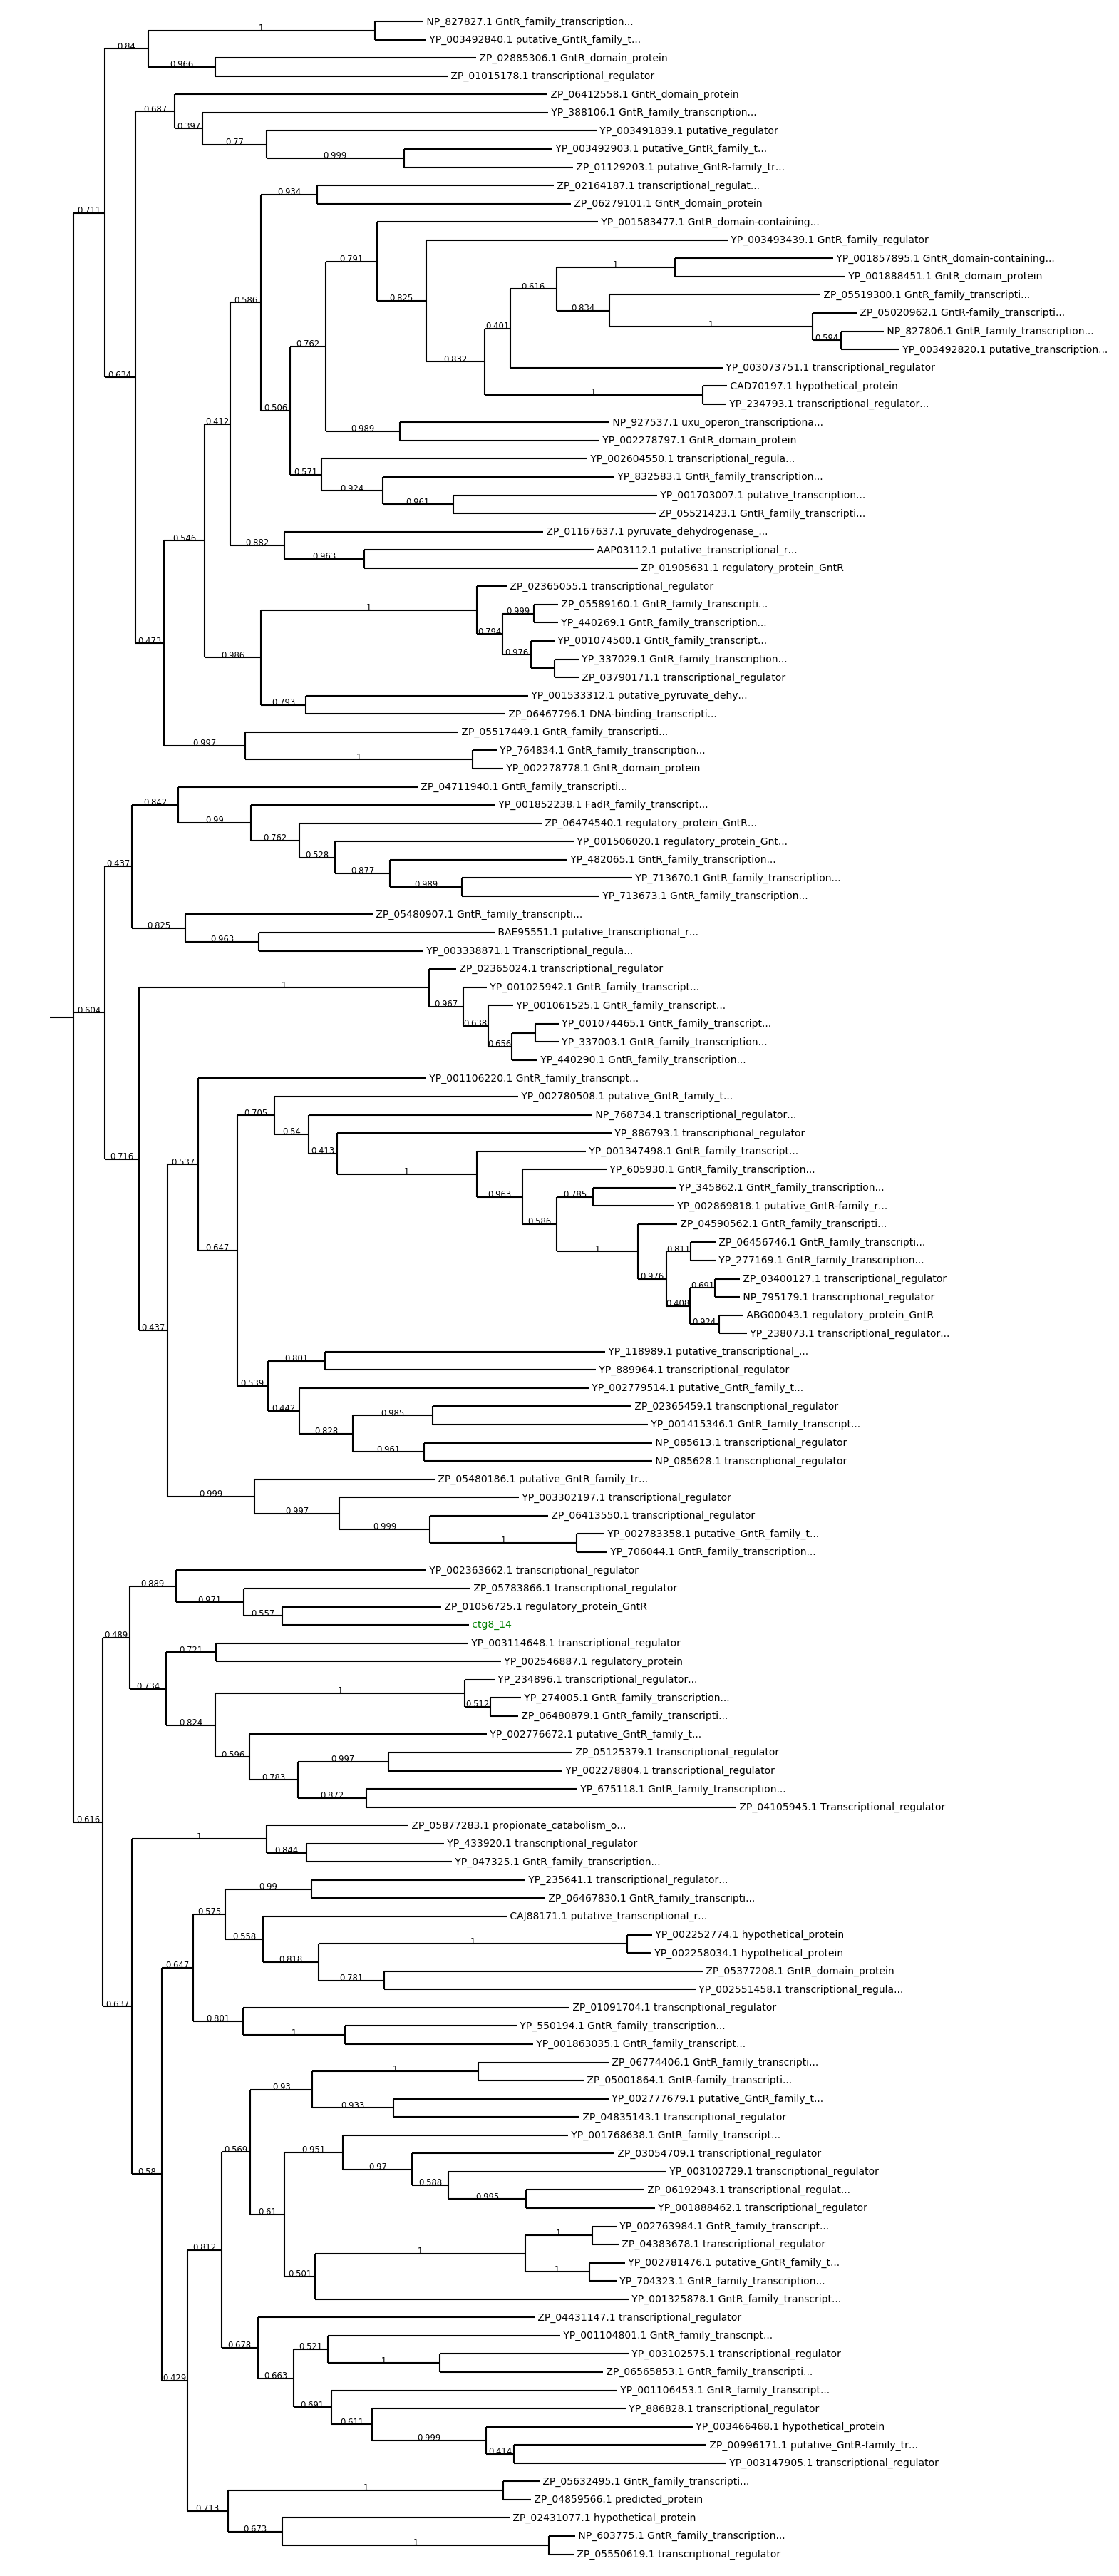 NP_827827.1 GntR_family_transcription...
1
YP_003492840.1 putative_GntR_family_t...
0.84
ZP_02885306.1 GntR_domain_protein
0.966
ZP_01015178.1 transcriptional_regulator
ZP_06412558.1 GntR_domain_protein
0.687
YP_388106.1 GntR_family_transcription...
0.397
YP_003491839.1 putative_regulator
0.77
YP_003492903.1 putative_GntR_family_t...
0.999
ZP_01129203.1 putative_GntR-family_tr...
ZP_02164187.1 transcriptional_regulat...
0.934
ZP_06279101.1 GntR_domain_protein
0.711
YP_001583477.1 GntR_domain-containing...
YP_003493439.1 GntR_family_regulator
0.791
YP_001857895.1 GntR_domain-containing...
1
YP_001888451.1 GntR_domain_protein
0.616
ZP_05519300.1 GntR_family_transcripti...
0.825
0.586
0.834
ZP_05020962.1 GntR-family_transcripti...
1
0.401
NP_827806.1 GntR_family_transcription...
0.594
0.762
YP_003492820.1 putative_transcription...
0.832
YP_003073751.1 transcriptional_regulator
0.634
CAD70197.1 hypothetical_protein
1
YP_234793.1 transcriptional_regulator...
0.506
0.412
NP_927537.1 uxu_operon_transcriptiona...
0.989
YP_002278797.1 GntR_domain_protein
YP_002604550.1 transcriptional_regula...
0.571
YP_832583.1 GntR_family_transcription...
0.924
YP_001703007.1 putative_transcription...
0.961
ZP_05521423.1 GntR_family_transcripti...
ZP_01167637.1 pyruvate_dehydrogenase_...
0.546
0.882
AAP03112.1 putative_transcriptional_r...
0.963
ZP_01905631.1 regulatory_protein_GntR
ZP_02365055.1 transcriptional_regulator
ZP_05589160.1 GntR_family_transcripti...
1
0.999
YP_440269.1 GntR_family_transcription...
0.794
YP_001074500.1 GntR_family_transcript...
0.473
0.976
0.986
YP_337029.1 GntR_family_transcription...
ZP_03790171.1 transcriptional_regulator
YP_001533312.1 putative_pyruvate_dehy...
0.793
ZP_06467796.1 DNA-binding_transcripti...
ZP_05517449.1 GntR_family_transcripti...
0.997
YP_764834.1 GntR_family_transcription...
1
YP_002278778.1 GntR_domain_protein
ZP_04711940.1 GntR_family_transcripti...
0.842
YP_001852238.1 FadR_family_transcript...
0.99
ZP_06474540.1 regulatory_protein_GntR...
0.762
YP_001506020.1 regulatory_protein_Gnt...
0.528
YP_482065.1 GntR_family_transcription...
0.437
0.877
YP_713670.1 GntR_family_transcription...
0.989
YP_713673.1 GntR_family_transcription...
ZP_05480907.1 GntR_family_transcripti...
0.825
BAE95551.1 putative_transcriptional_r...
0.963
YP_003338871.1 Transcriptional_regula...
ZP_02365024.1 transcriptional_regulator
1
YP_001025942.1 GntR_family_transcript...
0.967
YP_001061525.1 GntR_family_transcript...
0.604
0.638
YP_001074465.1 GntR_family_transcript...
YP_337003.1 GntR_family_transcription...
0.656
YP_440290.1 GntR_family_transcription...
YP_001106220.1 GntR_family_transcript...
YP_002780508.1 putative_GntR_family_t...
0.705
NP_768734.1 transcriptional_regulator...
0.54
YP_886793.1 transcriptional_regulator
0.413
YP_001347498.1 GntR_family_transcript...
0.716
0.537
YP_605930.1 GntR_family_transcription...
1
YP_345862.1 GntR_family_transcription...
0.963
0.785
YP_002869818.1 putative_GntR-family_r...
0.586
ZP_04590562.1 GntR_family_transcripti...
ZP_06456746.1 GntR_family_transcripti...
0.647
1
0.811
YP_277169.1 GntR_family_transcription...
0.976
ZP_03400127.1 transcriptional_regulator
0.691
NP_795179.1 transcriptional_regulator
0.408
ABG00043.1 regulatory_protein_GntR
0.924
0.437
YP_238073.1 transcriptional_regulator...
YP_118989.1 putative_transcriptional_...
0.801
YP_889964.1 transcriptional_regulator
0.539
YP_002779514.1 putative_GntR_family_t...
ZP_02365459.1 transcriptional_regulator
0.442
0.985
YP_001415346.1 GntR_family_transcript...
0.828
NP_085613.1 transcriptional_regulator
0.961
NP_085628.1 transcriptional_regulator
ZP_05480186.1 putative_GntR_family_tr...
0.999
YP_003302197.1 transcriptional_regulator
0.997
ZP_06413550.1 transcriptional_regulator
0.999
YP_002783358.1 putative_GntR_family_t...
1
YP_706044.1 GntR_family_transcription...
YP_002363662.1 transcriptional_regulator
0.889
ZP_05783866.1 transcriptional_regulator
0.971
ZP_01056725.1 regulatory_protein_GntR
0.557
ctg8_14
0.489
YP_003114648.1 transcriptional_regulator
0.721
YP_002546887.1 regulatory_protein
YP_234896.1 transcriptional_regulator...
0.734
1
YP_274005.1 GntR_family_transcription...
0.512
ZP_06480879.1 GntR_family_transcripti...
0.824
YP_002776672.1 putative_GntR_family_t...
ZP_05125379.1 transcriptional_regulator
0.596
0.997
YP_002278804.1 transcriptional_regulator
0.783
YP_675118.1 GntR_family_transcription...
0.872
ZP_04105945.1 Transcriptional_regulator
0.616
ZP_05877283.1 propionate_catabolism_o...
1
YP_433920.1 transcriptional_regulator
0.844
YP_047325.1 GntR_family_transcription...
YP_235641.1 transcriptional_regulator...
0.99
ZP_06467830.1 GntR_family_transcripti...
0.575
CAJ88171.1 putative_transcriptional_r...
0.558
YP_002252774.1 hypothetical_protein
1
YP_002258034.1 hypothetical_protein
0.818
0.647
ZP_05377208.1 GntR_domain_protein
0.781
YP_002551458.1 transcriptional_regula...
0.637
ZP_01091704.1 transcriptional_regulator
0.801
YP_550194.1 GntR_family_transcription...
1
YP_001863035.1 GntR_family_transcript...
ZP_06774406.1 GntR_family_transcripti...
1
ZP_05001864.1 GntR-family_transcripti...
0.93
YP_002777679.1 putative_GntR_family_t...
0.933
ZP_04835143.1 transcriptional_regulator
YP_001768638.1 GntR_family_transcript...
0.569
0.951
ZP_03054709.1 transcriptional_regulator
0.58
0.97
YP_003102729.1 transcriptional_regulator
0.588
ZP_06192943.1 transcriptional_regulat...
0.995
YP_001888462.1 transcriptional_regulator
0.61
YP_002763984.1 GntR_family_transcript...
1
ZP_04383678.1 transcriptional_regulator
0.812
1
YP_002781476.1 putative_GntR_family_t...
1
0.501
YP_704323.1 GntR_family_transcription...
YP_001325878.1 GntR_family_transcript...
ZP_04431147.1 transcriptional_regulator
YP_001104801.1 GntR_family_transcript...
0.678
0.521
YP_003102575.1 transcriptional_regulator
1
ZP_06565853.1 GntR_family_transcripti...
0.429
0.663
YP_001106453.1 GntR_family_transcript...
0.691
YP_886828.1 transcriptional_regulator
0.611
YP_003466468.1 hypothetical_protein
0.999
ZP_00996171.1 putative_GntR-family_tr...
0.414
YP_003147905.1 transcriptional_regulator
ZP_05632495.1 GntR_family_transcripti...
1
ZP_04859566.1 predicted_protein
0.713
ZP_02431077.1 hypothetical_protein
0.673
NP_603775.1 GntR_family_transcription...
1
ZP_05550619.1 transcriptional_regulator